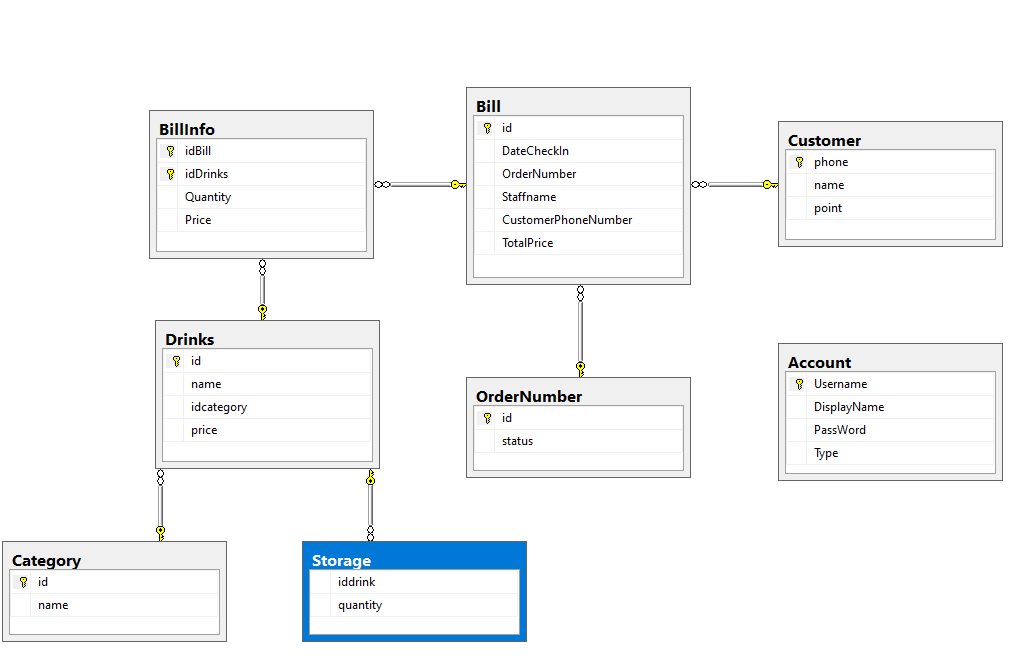 BillInfo
idBill
idDrinks
Quantity
Price
Bill
id
DateCheckIn
OrderNumber
Staffname
CustomerPhoneNumber
TotalPrice
Customer
phone
name
point
Drinks
id
name
idcategory
price
OrderNumber
id
status
Account
Username
DisplayName
PassWord
Type
Category
id
name
Storage
iddrink
quantity